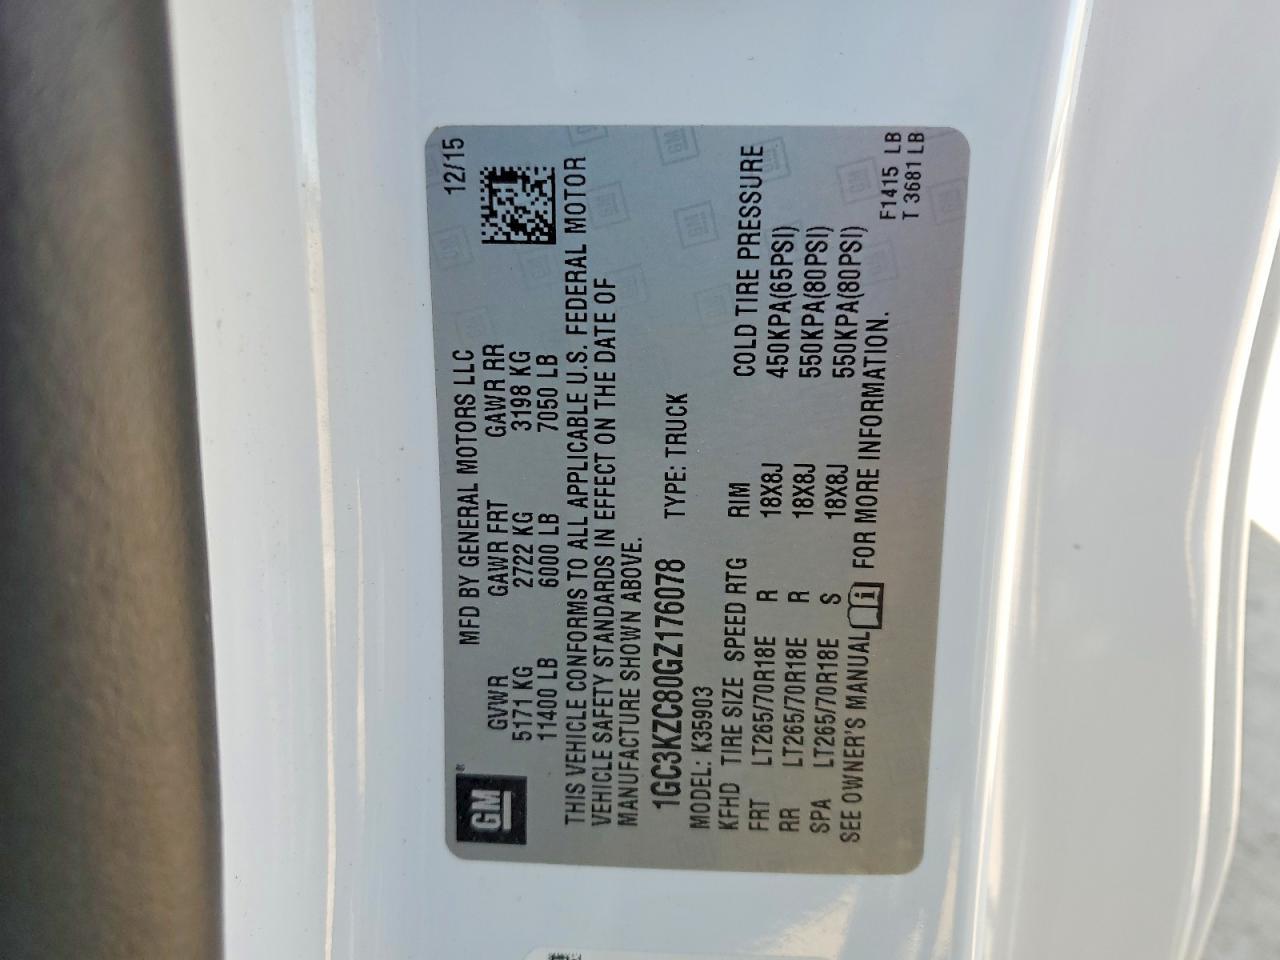 GM®
MFD BY GENERAL MOTORS LLC 12/15
GVWR GAWR FRT GAWR RR
5171 KG 2722 KG 3198 KG
11400 LB 6000 LB 7050 LB
THIS VEHICLE CONFORMS TO ALL APPLICABLE U.S. FEDERAL MOTOR
VEHICLE SAFETY STANDARDS IN EFFECT ON THE DATE OF
MANUFACTURE SHOWN ABOVE.
1GC3KZC80GZ176078 TYPE: TRUCK
MODEL: K35903
KFHD TIRE SIZE SPEED RTG RIM COLD TIRE PRESSURE
FRT LT265/70R18E R 18X8J 450KPA(65PSI)
RR LT265/70R18E R 18X8J 550KPA(80PSI)
SPA LT265/70R18E S 18X8J 550KPA(80PSI)
SEE OWNER'S MANUAL i FOR MORE INFORMATION.
F1415 LB
T 3681 LB